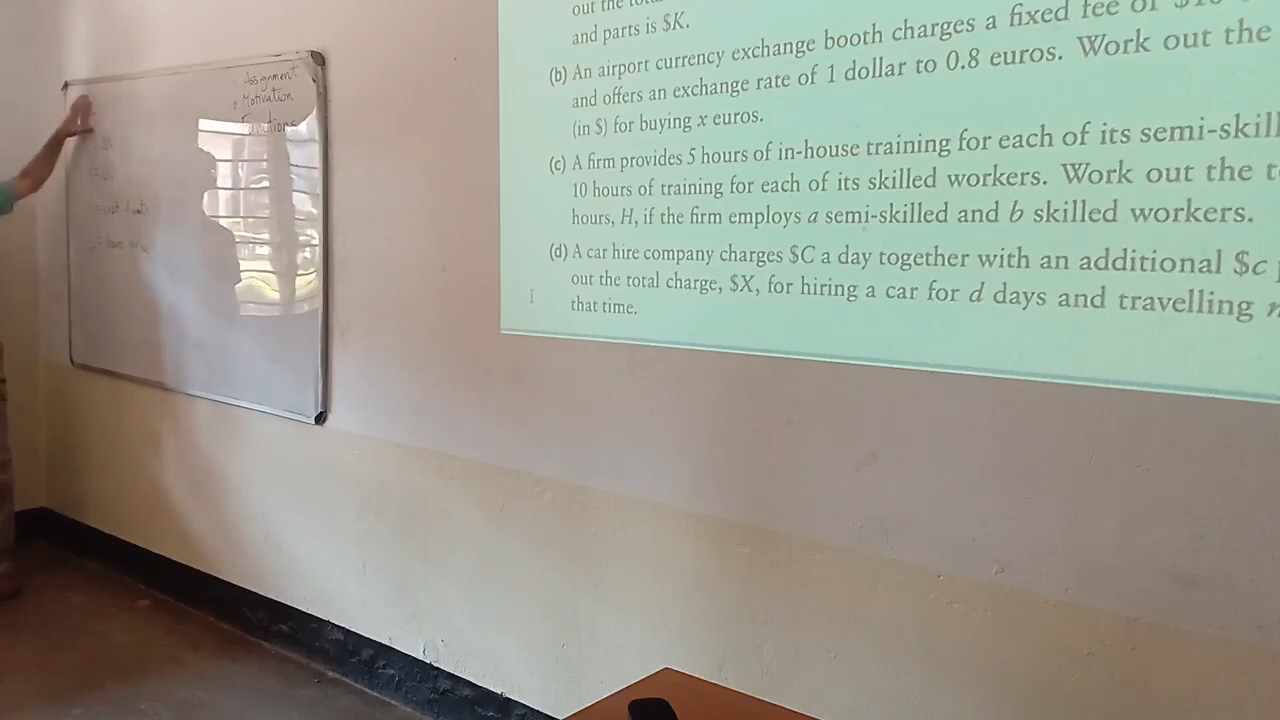 Assignment
Motivation
Functions
out the
and parts is $K.
(b) An airport currency exchange booth charges a fixed fee of $10
and offers an exchange rate of 1 dollar to 0.8 euros. Work out the
(in $) for buying x euros.
(c) A firm provides 5 hours of in-house training for each of its semi-skill
10 hours of training for each of its skilled workers. Work out the
hours, H, if the firm employs a semi-skilled and b skilled workers.
(d) A car hire company charges $C a day together with an additional $c
out the total charge, $X, for hiring a car for d days and travelling
that time.